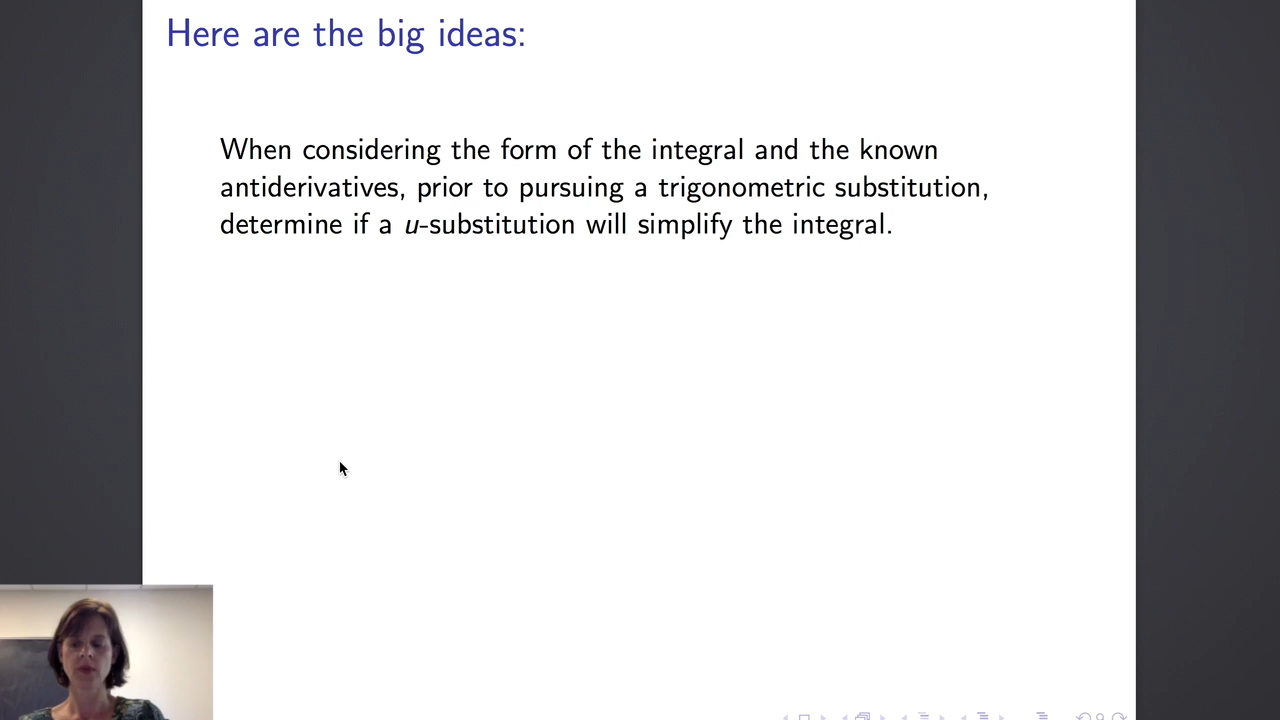 Here are the big ideas:
When considering the form of the integral and the known
antiderivatives, prior to pursuing a trigonometric substitution,
determine if a u-substitution will simplify the integral.